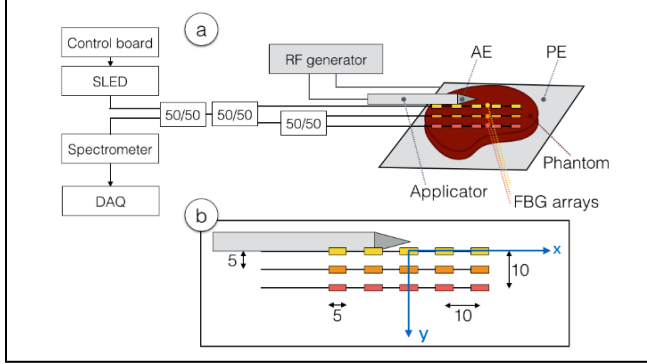 a
Control board
SLED
RF generator
AE
PE
50/50
50/50
50/50
Spectrometer
DAQ
Applicator
Phantom
FBG arrays
b
x
5
10
5
10
y